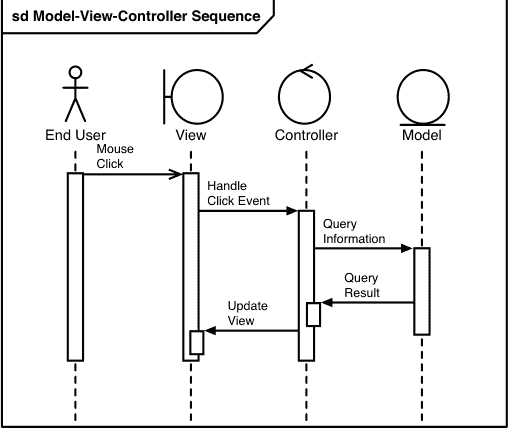 sd Model-View-Controller Sequence
End User
View
Controller
Model
Mouse
Click
Handle
Click Event
Query
Information
Query
Result
Update
View